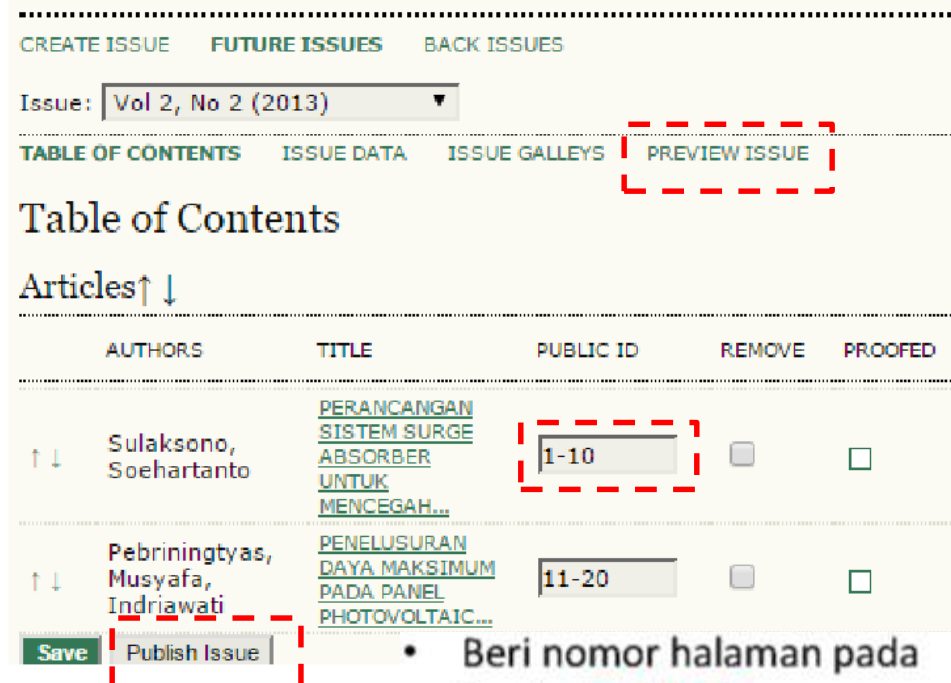 CREATE ISSUE FUTURE ISSUES BACK ISSUES
Issue: Vol 2, No 2 (2013)
TABLE OF CONTENTS ISSUE DATA ISSUE GALLEYS PREVIEW ISSUE
Table of Contents
Articles↑ ↓
AUTHORS TITLE PUBLIC ID REMOVE PROOFED
↑ ↓
Sulaksono,
Soehartanto
PERANCANGAN
SISTEM SURGE
ABSORBER
UNTUK
MENCEGAH...
1-10
↑ ↓
Pebriningtyas,
Musyafa,
Indriawati
PENELUSURAN
DAYA MAKSIMUM
PADA PANEL
PHOTOVOLTAIC...
11-20
Save Publish Issue
• Beri nomor halaman pada